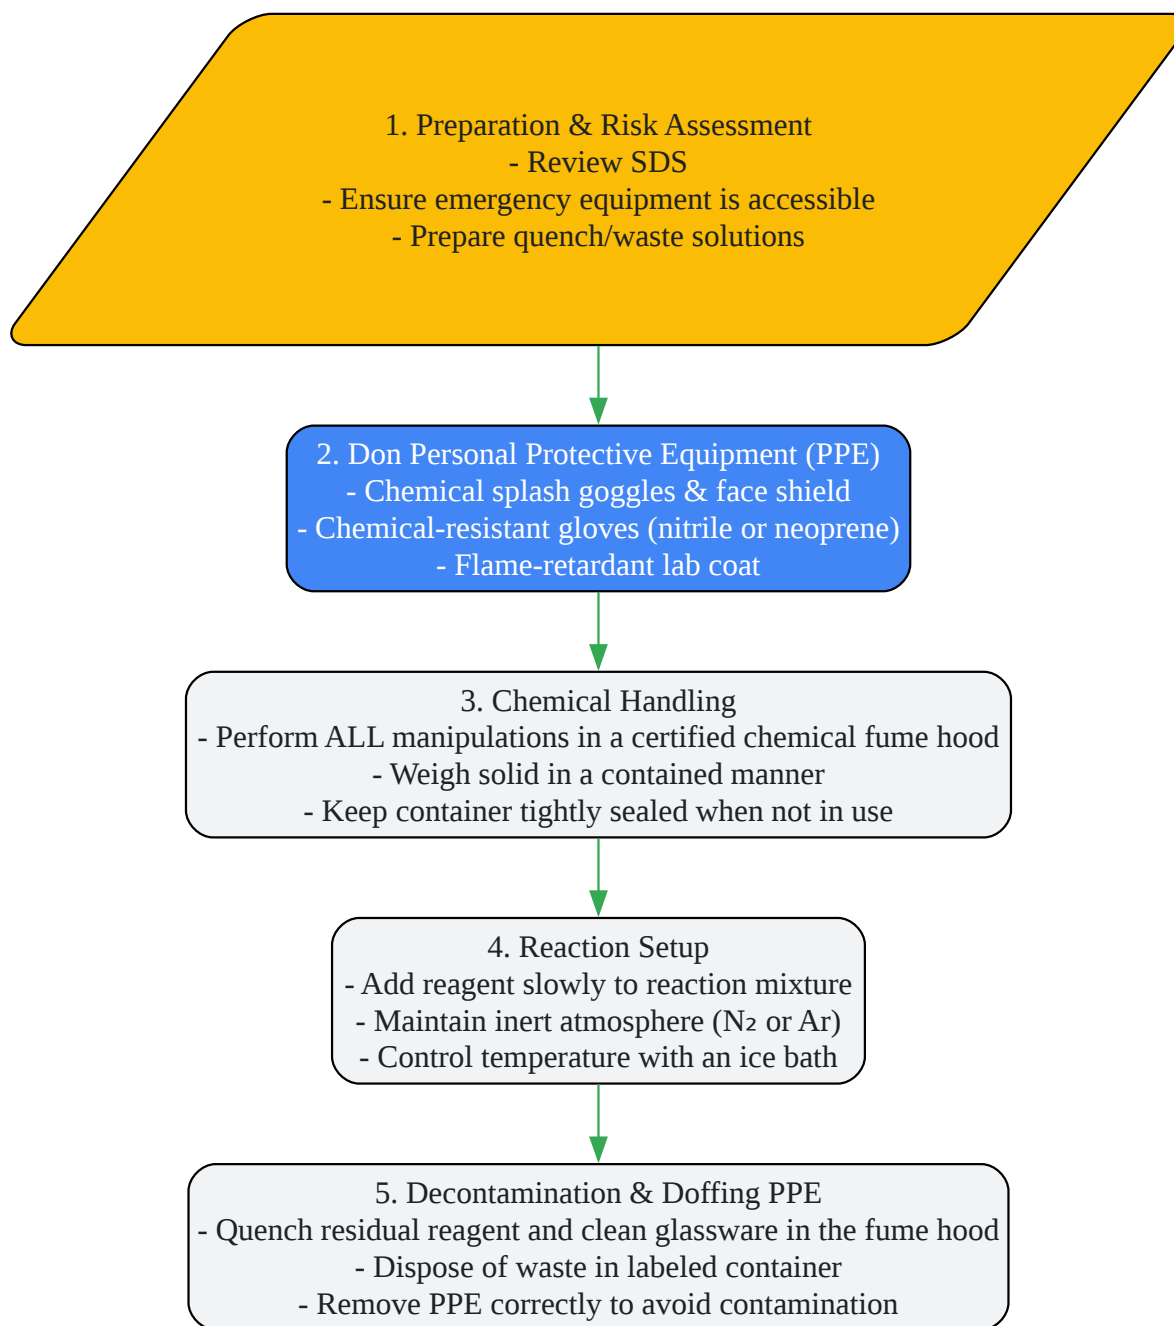 1. Preparation & Risk Assessment
- Review SDS
- Ensure emergency equipment is accessible
- Prepare quench/waste solutions
2. Don Personal Protective Equipment (PPE)
- Chemical splash goggles & face shield
- Chemical-resistant gloves (nitrile or neoprene)
- Flame-retardant lab coat
3. Chemical Handling
- Perform ALL manipulations in a certified chemical fume hood
- Weigh solid in a contained manner
- Keep container tightly sealed when not in use
4. Reaction Setup
- Add reagent slowly to reaction mixture
- Maintain inert atmosphere (N₂ or Ar)
- Control temperature with an ice bath
5. Decontamination & Doffing PPE
- Quench residual reagent and clean glassware in the fume hood
- Dispose of waste in labeled container
- Remove PPE correctly to avoid contamination